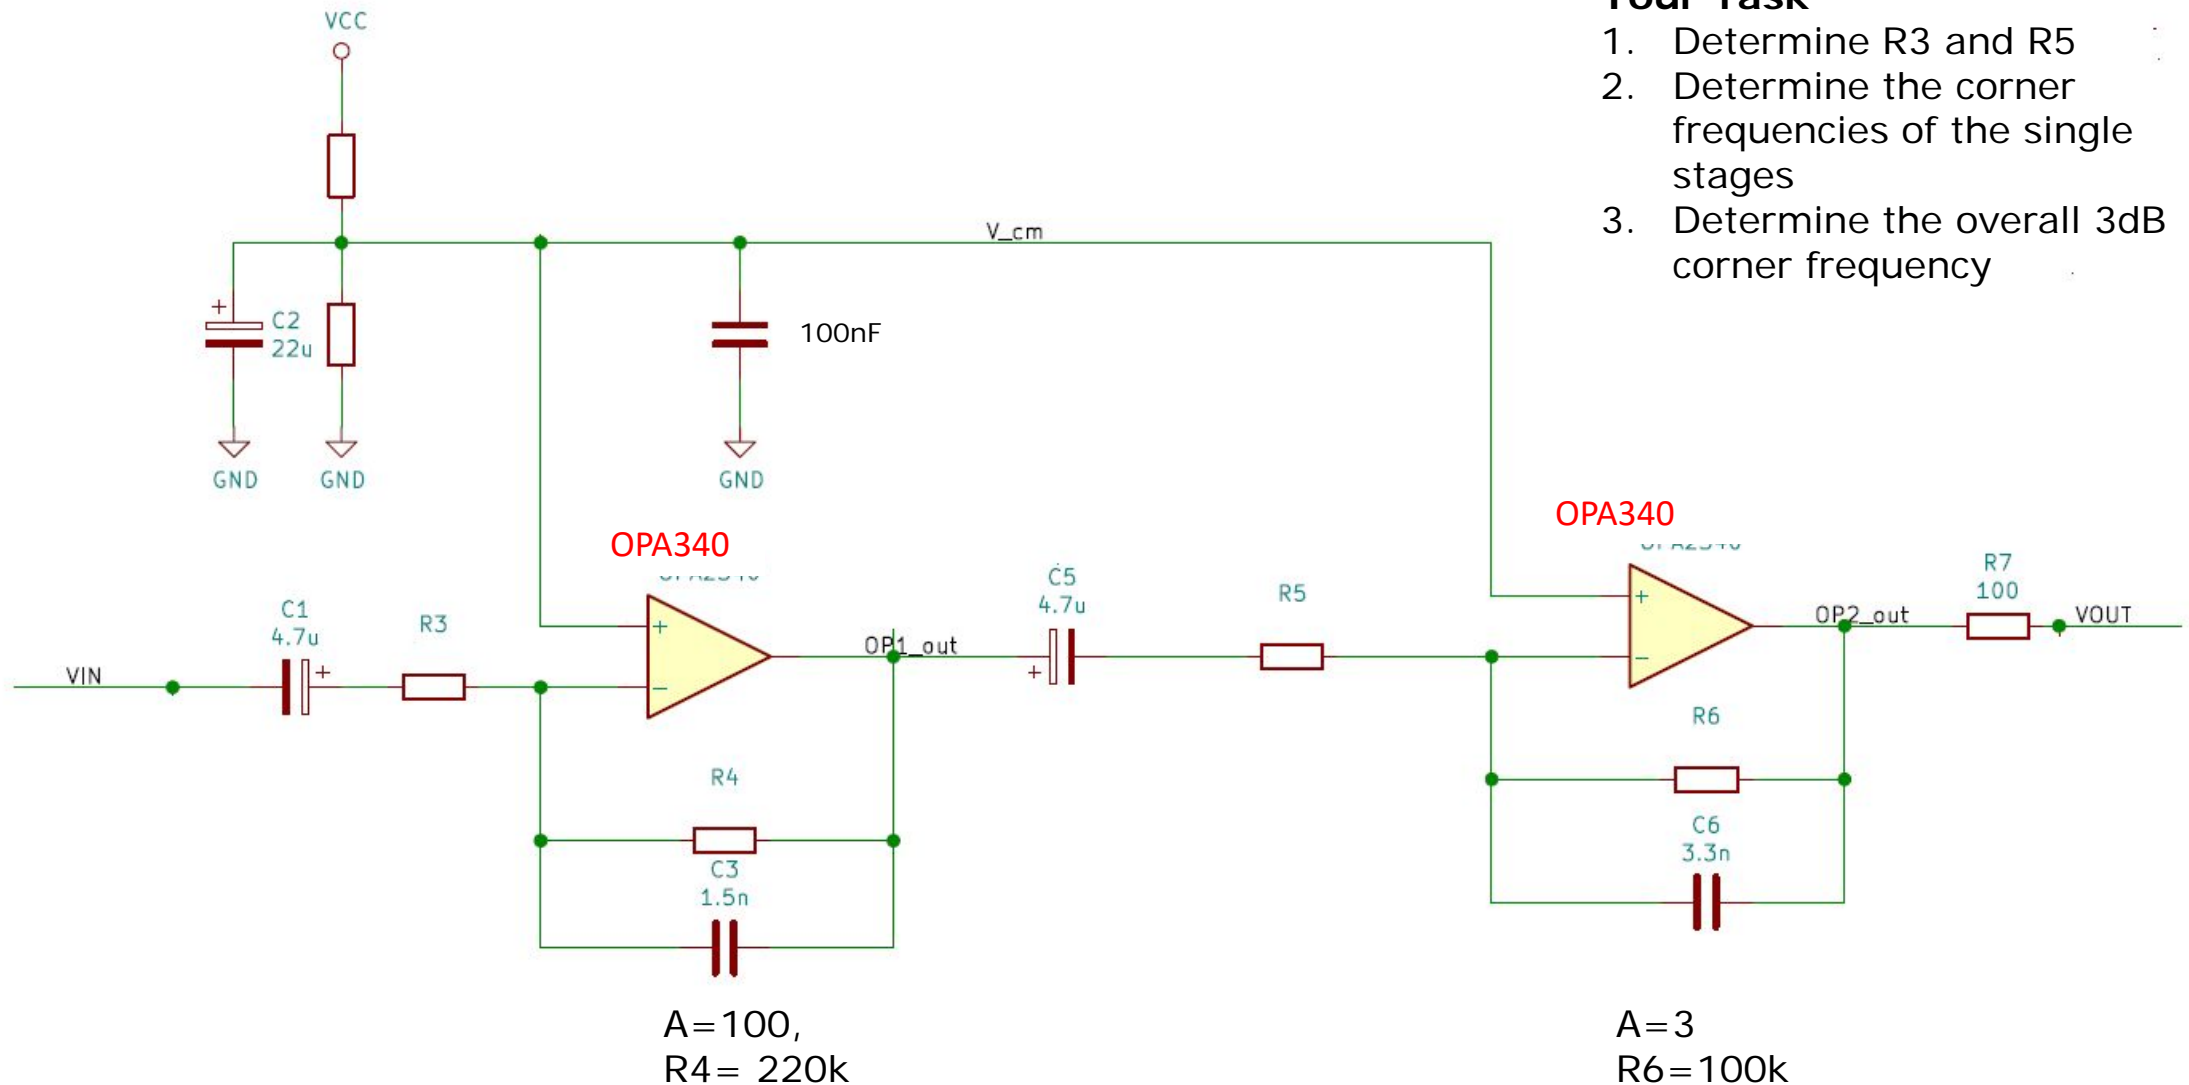 Your Task
1. Determine R3 and R5
2. Determine the corner
frequencies of the single
stages
3. Determine the overall 3dB
corner frequency
VCC
V_cm
+
C2
22u
100nF
GND
GND
GND
OPA340
OPA340
C1
4.7u
R3
+
VIN
+
−
OP1_out
C5
4.7u
+
R5
+
−
OP2_out
R7
100
VOUT
R4
C3
1.5n
R6
C6
3.3n
A=100,
R4= 220k
A=3
R6=100k